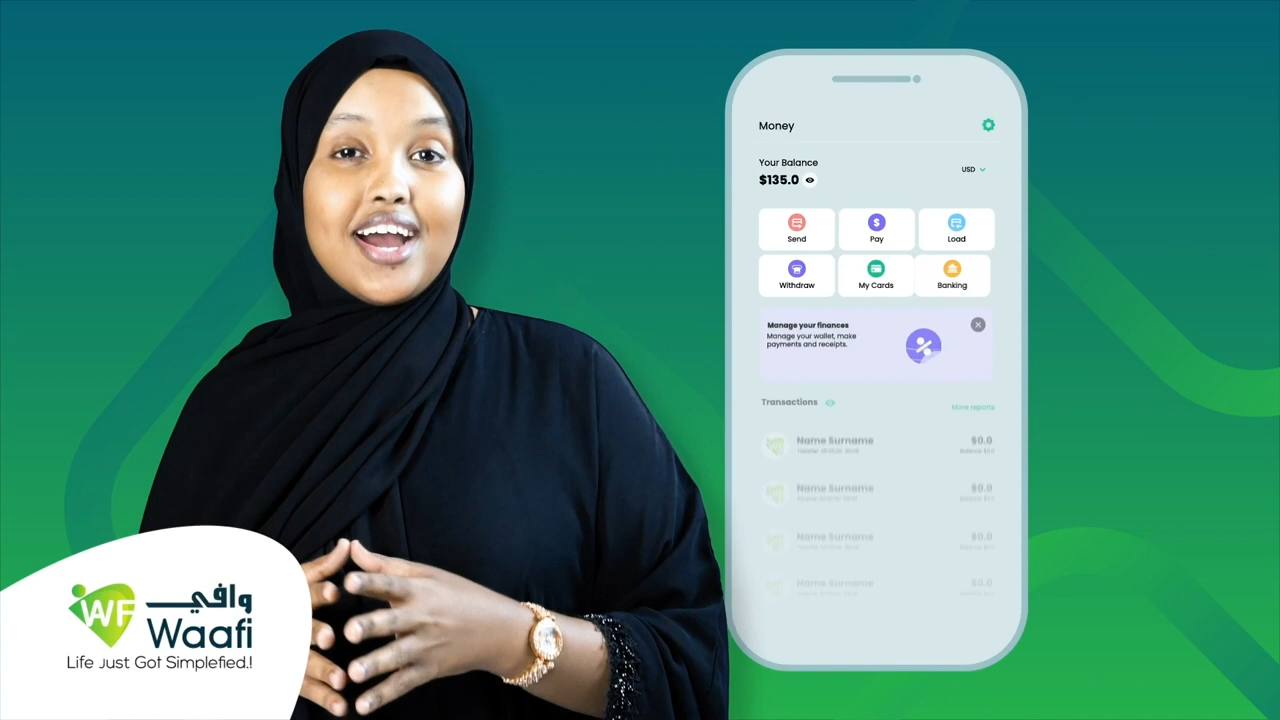 Money
Your Balance
USD
$135.0
Send
Pay
Load
Withdraw
My Cards
Banking
Manage your finances
Manage your wallet, make
payments and receipts.
Transactions
More reports
Name Surname
$0.0
Name Surname
$0.0
Name Surname
$0.0
Name Surname
$0.0
WF
وافي
Waafi
Life Just Got Simplefied.!